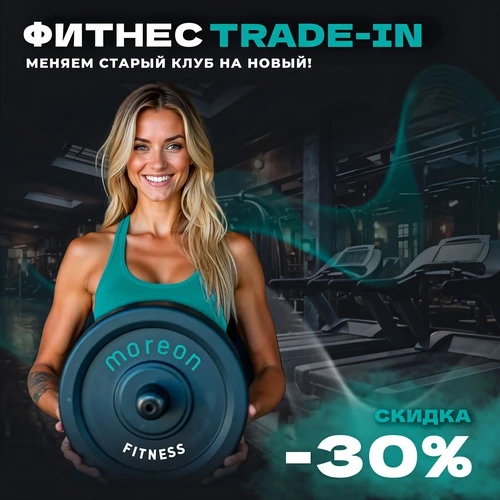 ФИТНЕС TRADE-IN
МЕНЯЕМ СТАРЫЙ КЛУБ НА НОВЫЙ!
moreon
FITNESS
СКИДКА
-30%